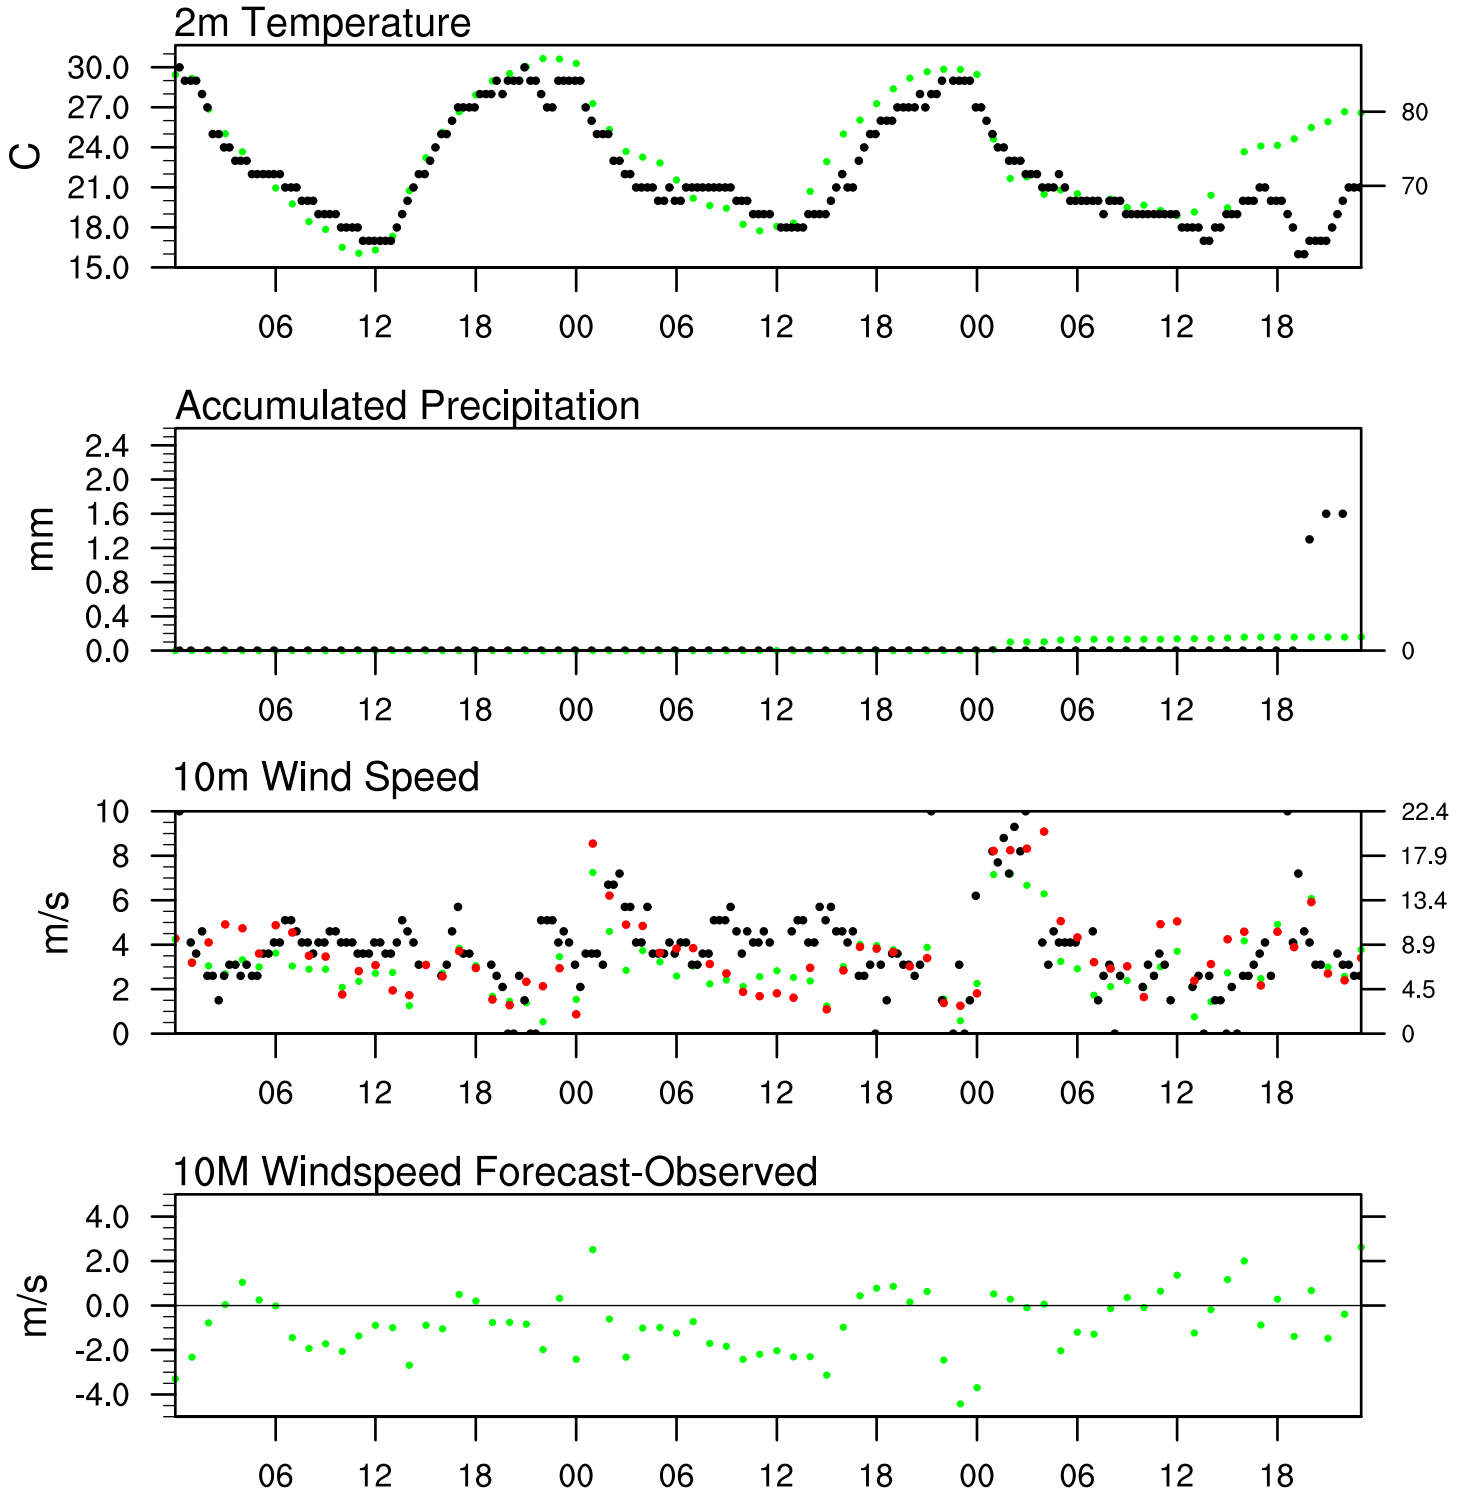 2m Temperature
30.0
27.0
24.0
21.0
18.0
15.0
C
80
70
06 12 18 00 06 12 18 00 06 12 18
Accumulated Precipitation
2.4
2.0
1.6
1.2
0.8
0.4
0.0
mm
0
06 12 18 00 06 12 18 00 06 12 18
10m Wind Speed
10
8
6
4
2
0
m/s
22.4
17.9
13.4
8.9
4.5
0
06 12 18 00 06 12 18 00 06 12 18
10M Windspeed Forecast-Observed
4.0
2.0
0.0
-2.0
-4.0
m/s
06 12 18 00 06 12 18 00 06 12 18